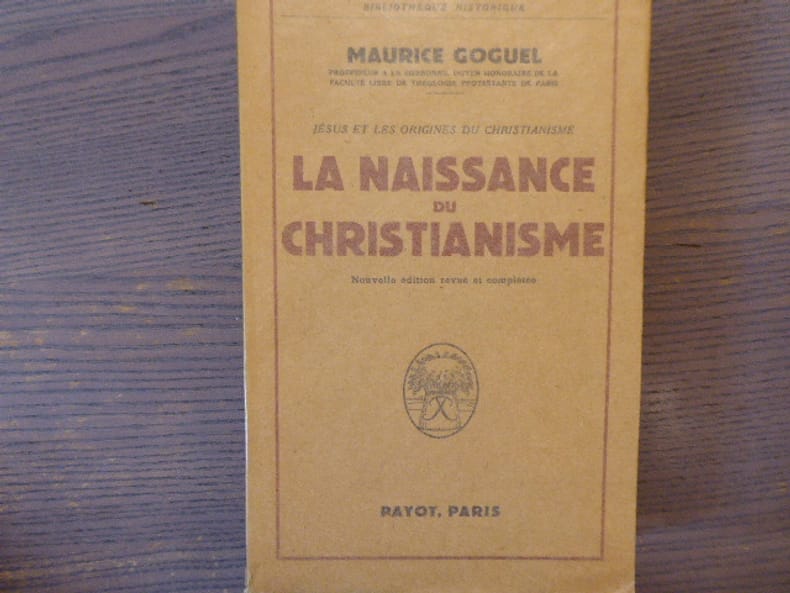 BIBLIOTHÈQUE HISTORIQUE
MAURICE GOGUEL
PROFESSEUR A LA SORBONNE, DOYEN HONORAIRE DE LA
FACULTÉ LIBRE DE THÉOLOGIE PROTESTANTE DE PARIS
JÉSUS ET LES ORIGINES DU CHRISTIANISME
LA NAISSANCE
DU
CHRISTIANISME
Nouvelle édition revue et complétée
PAYOT, PARIS